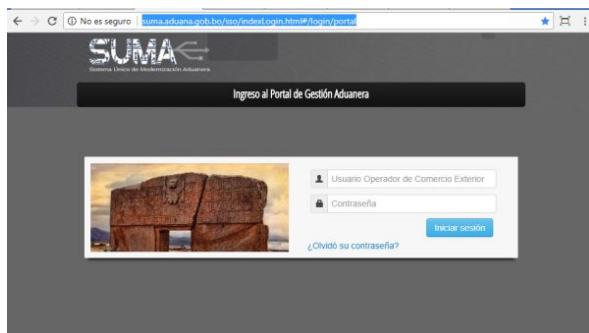 No es seguro | suma.aduana.gob.bo/sso/indexLogin.html#/login/portal
SUMA
Sistema Único de Modernización Aduanera
Ingreso al Portal de Gestión Aduanera
Usuario Operador de Comercio Exterior
Contraseña
Iniciar sesión
¿Olvidó su contraseña?